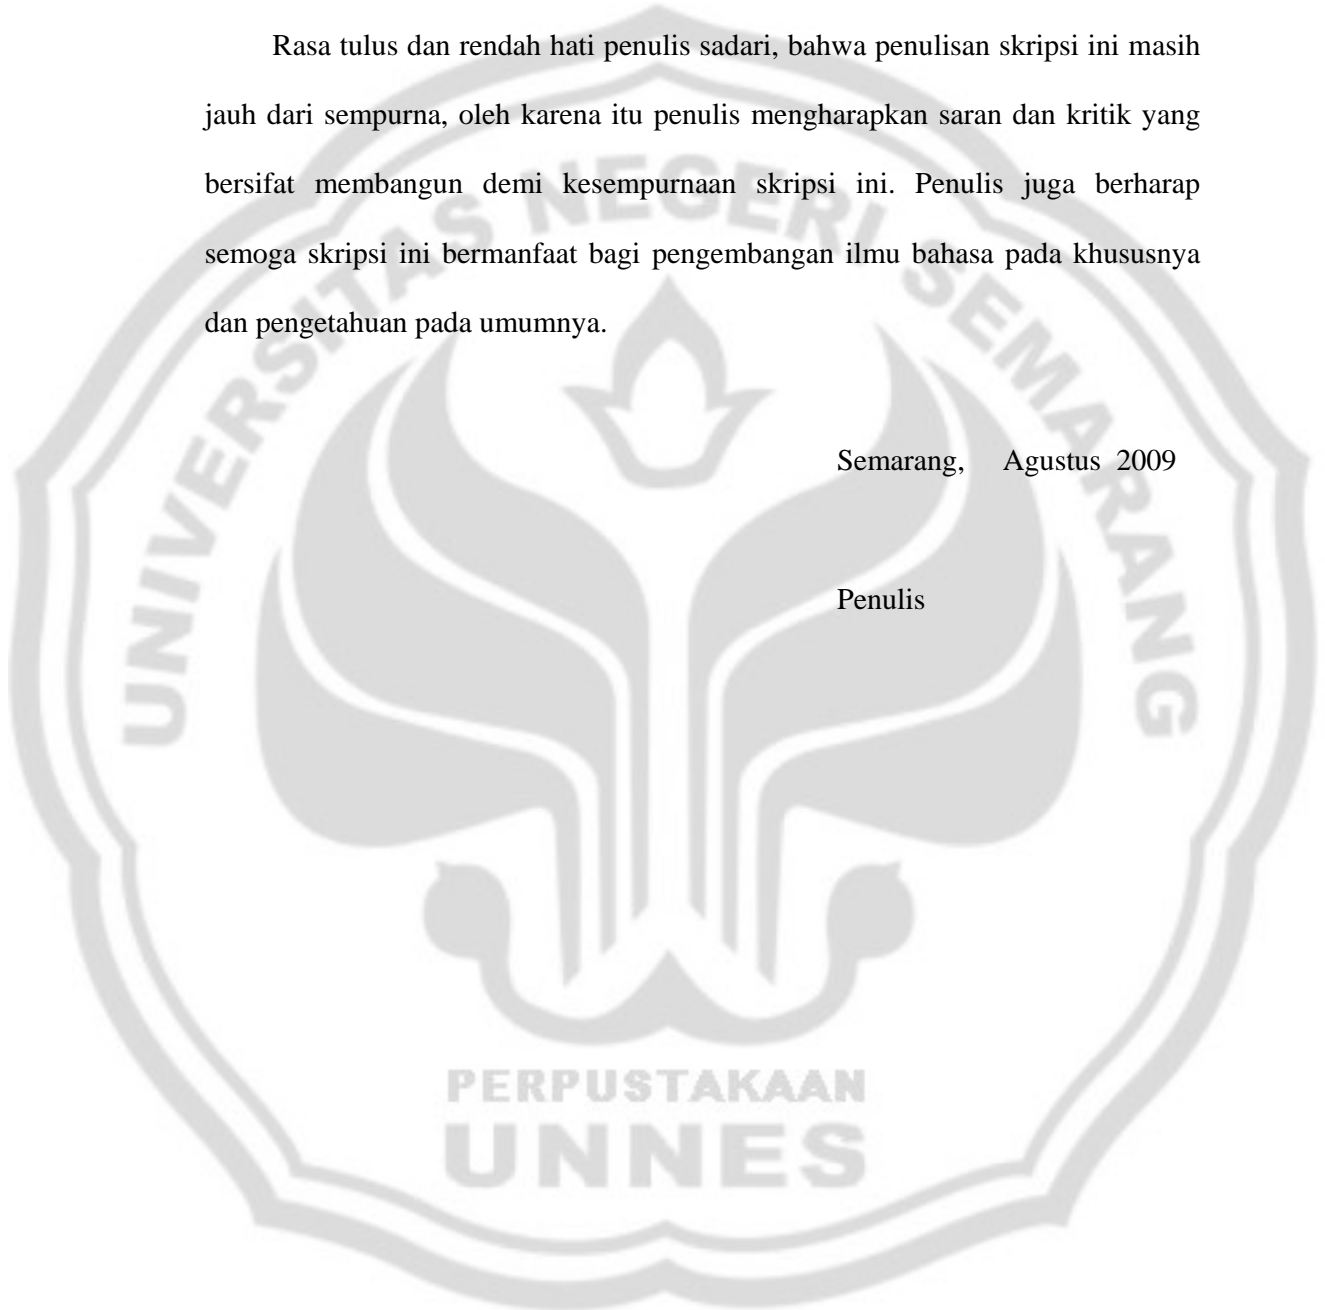 Rasa tulus dan rendah hati penulis sadari, bahwa penulisan skripsi ini masih
jauh dari sempurna, oleh karena itu penulis mengharapkan saran dan kritik yang
bersifat membangun demi kesempurnaan skripsi ini. Penulis juga berharap
semoga skripsi ini bermanfaat bagi pengembangan ilmu bahasa pada khususnya
dan pengetahuan pada umumnya.
Semarang, Agustus 2009
Penulis
UNIVERSITAS NEGERI SEMARANG
PERPUSTAKAAN
UNNES